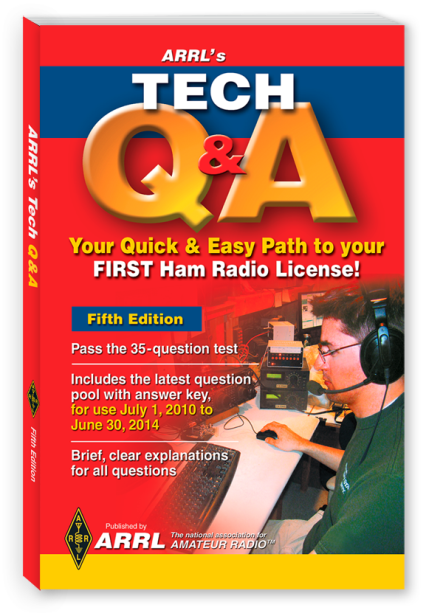 ARRL's
TECH
Q&A
Your Quick & Easy Path to your
FIRST Ham Radio License!
Fifth Edition
Pass the 35-question test
Includes the latest question
pool with answer key,
for use July 1, 2010 to
June 30, 2014
Brief, clear explanations
for all questions
Published by
ARRL
The national association for
AMATEUR RADIO™
A
R R
L
ARRL's Tech Q&A
Fifth Edition